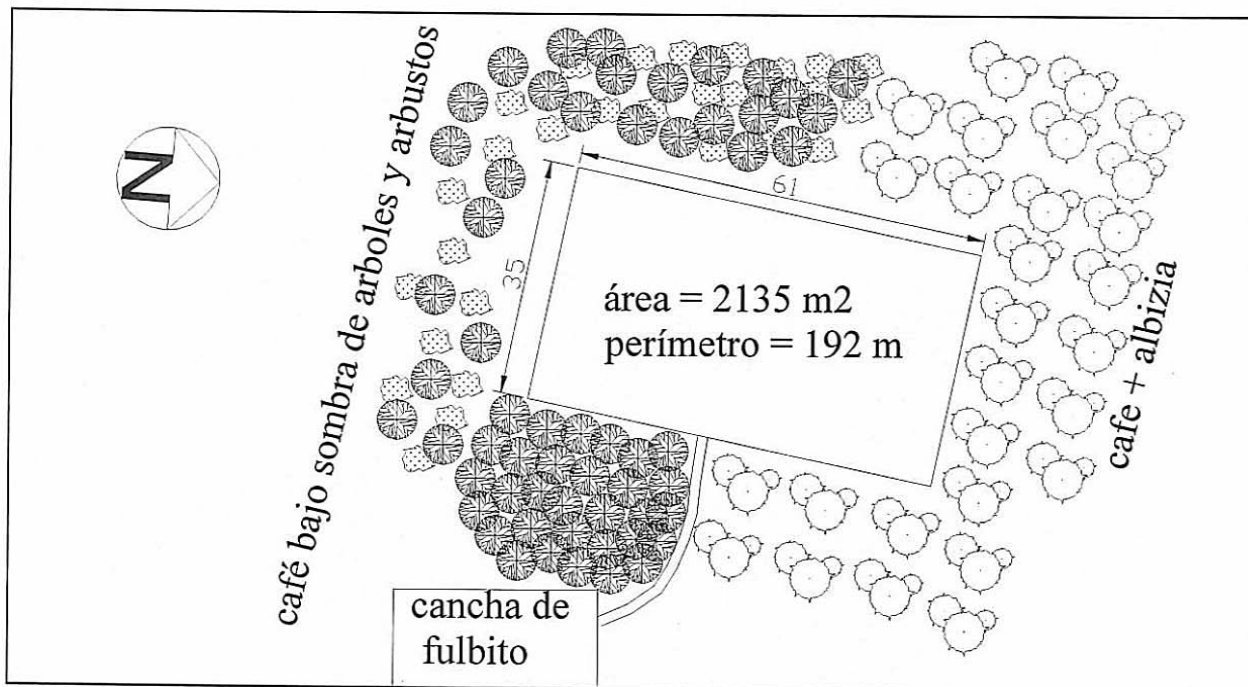 café bajo sombra de arboles y arbustos
N
61
35
área = 2135 m2
perímetro = 192 m
cafe + albizia
cancha de
fulbito